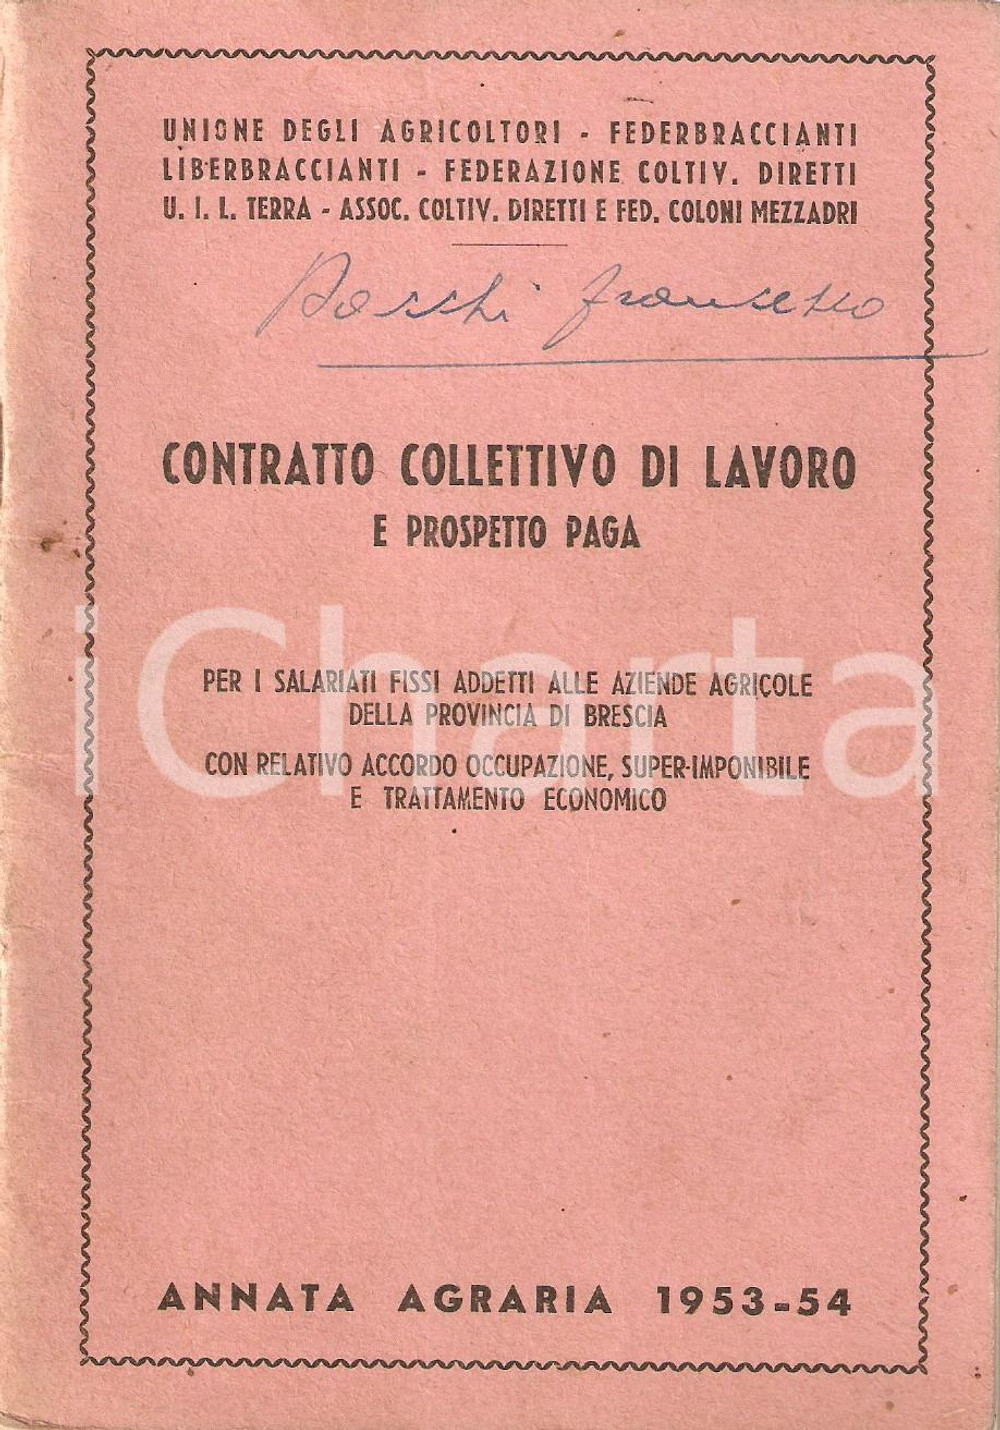 UNIONE DEGLI AGRICOLTORI - FEDERBRACCIANTI
LIBERBRACCIANTI - FEDERAZIONE COLTIV. DIRETTI
U. I. L. TERRA - ASSOC. COLTIV. DIRETTI E FED. COLONI MEZZADRI
Francesco
CONTRATTO COLLETTIVO DI LAVORO
E PROSPETTO PAGA
iCharta
PER I SALARIATI FISSI ADDETTI ALLE AZIENDE AGRICOLE
DELLA PROVINCIA DI BRESCIA
CON RELATIVO ACCORDO OCCUPAZIONE, SUPER-IMPONIBILE
E TRATTAMENTO ECONOMICO
ANNATA AGRARIA 1953-54